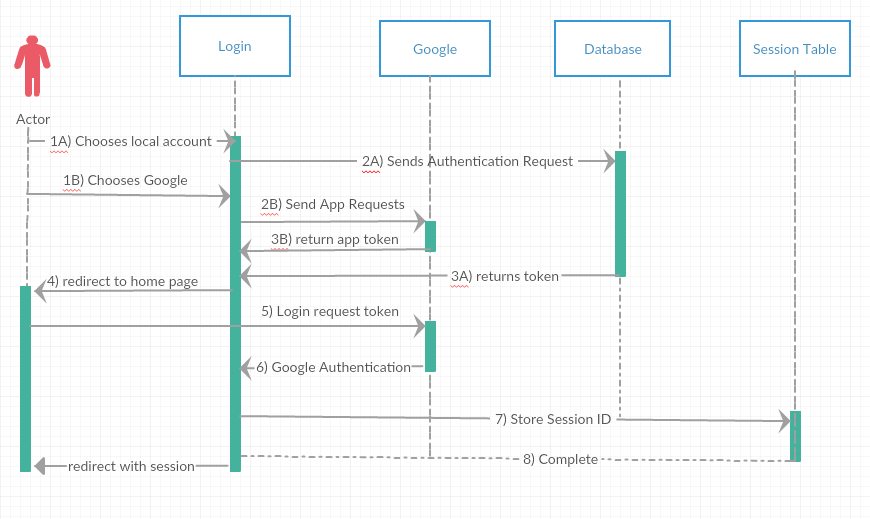 Login
Google
Database
Session Table
Actor
1A) Chooses local account
2A) Sends Authentication Request
1B) Chooses Google
2B) Send App Requests
3B) return app token
3A) returns token
4) redirect to home page
5) Login request token
6) Google Authentication
7) Store Session ID
8) Complete
redirect with session